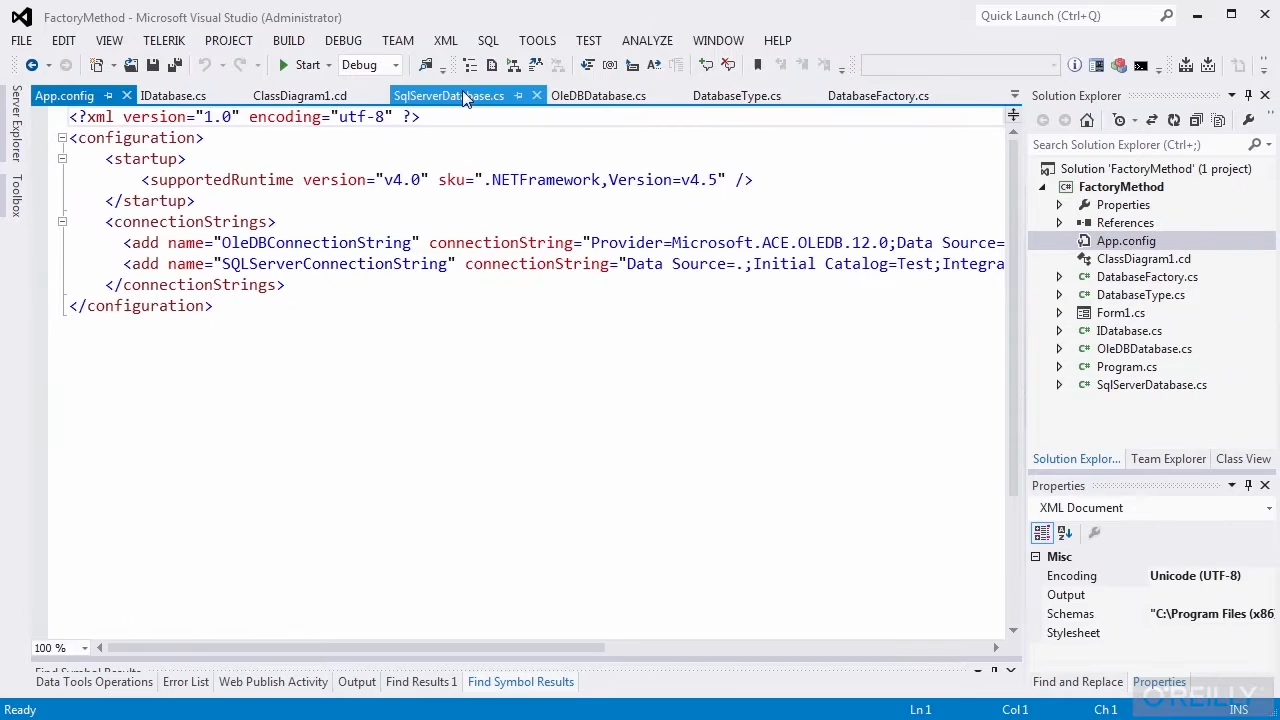 FactoryMethod - Microsoft Visual Studio (Administrator)
Quick Launch (Ctrl+Q)
FILE EDIT VIEW TELERIK PROJECT BUILD DEBUG TEAM XML SQL TOOLS TEST ANALYZE WINDOW HELP
Start Debug
App.config IDatabase.cs ClassDiagram1.cd SqlServerDatabase.cs OleDBDatabase.cs DatabaseType.cs DatabaseFactory.cs
Server Explorer
Toolbox
<?xml version="1.0" encoding="utf-8" ?>
<configuration>
<startup>
<supportedRuntime version="v4.0" sku=".NETFramework,Version=v4.5" />
</startup>
<connectionStrings>
<add name="OleDBConnectionString" connectionString="Provider=Microsoft.ACE.OLEDB.12.0;Data Source=
<add name="SQLServerConnectionString" connectionString="Data Source=.;Initial Catalog=Test;Integra
</connectionStrings>
</configuration>
100 %
Find Symbol Results
Data Tools Operations Error List Web Publish Activity Output Find Results 1 Find Symbol Results
Solution Explorer
Search Solution Explorer (Ctrl+;)
Solution 'FactoryMethod' (1 project)
FactoryMethod
Properties
References
App.config
ClassDiagram1.cd
DatabaseFactory.cs
DatabaseType.cs
Form1.cs
IDatabase.cs
OleDBDatabase.cs
Program.cs
SqlServerDatabase.cs
Solution Explor... Team Explorer Class View
Properties
XML Document
Misc
Encoding Unicode (UTF-8)
Output
Schemas "C:\Program Files (x86
Stylesheet
Find and Replace Properties
O'REILLY
Ready Ln 1 Col 1 Ch 1 INS